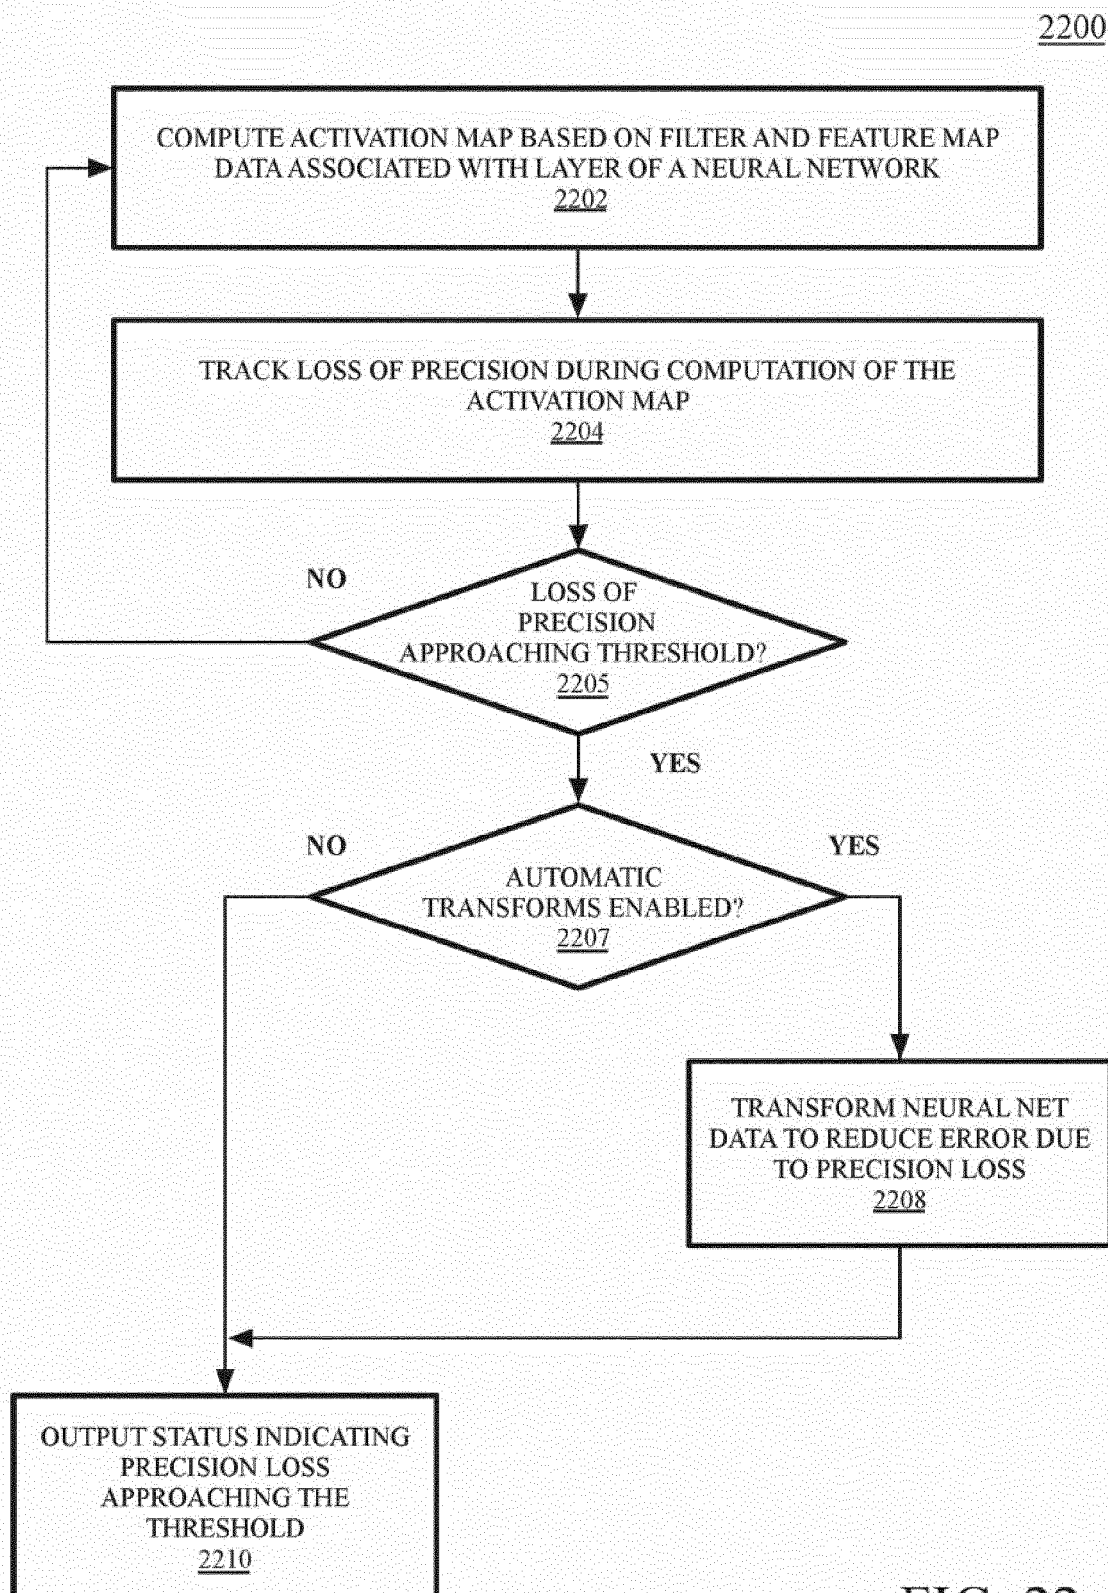 2200
COMPUTE ACTIVATION MAP BASED ON FILTER AND FEATURE MAP
DATA ASSOCIATED WITH LAYER OF A NEURAL NETWORK
2202
TRACK LOSS OF PRECISION DURING COMPUTATION OF THE
ACTIVATION MAP
2204
NO
LOSS OF
PRECISION
APPROACHING THRESHOLD?
2205
YES
NO
YES
AUTOMATIC
TRANSFORMS ENABLED?
2207
TRANSFORM NEURAL NET
DATA TO REDUCE ERROR DUE
TO PRECISION LOSS
2208
OUTPUT STATUS INDICATING
PRECISION LOSS
APPROACHING THE
THRESHOLD
2210